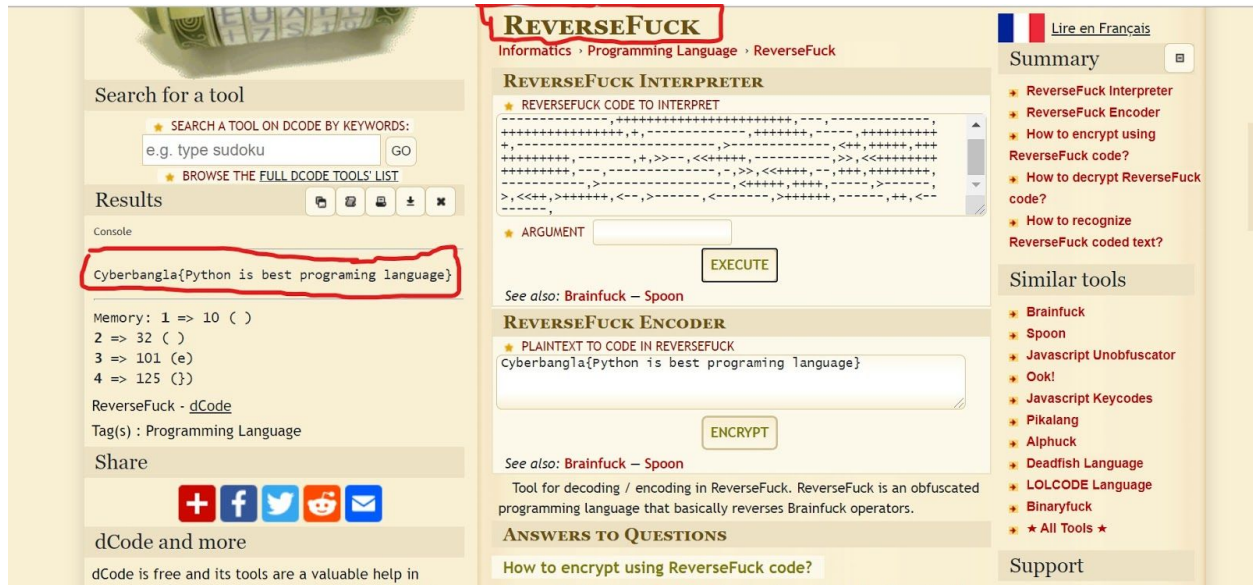 REVERSEFUCK
Informatics › Programming Language › ReverseFuck
REVERSEFUCK INTERPRETER
REVERSEFUCK CODE TO INTERPRET
ARGUMENT
EXECUTE
See also: Brainfuck – Spoon
REVERSEFUCK ENCODER
PLAINTEXT TO CODE IN REVERSEFUCK
Cyberbangla{Python is best programing language}
ENCRYPT
See also: Brainfuck – Spoon
Tool for decoding / encoding in ReverseFuck. ReverseFuck is an obfuscated
programming language that basically reverses Brainfuck operators.
ANSWERS TO QUESTIONS
How to encrypt using ReverseFuck code?
Search for a tool
SEARCH A TOOL ON DCODE BY KEYWORDS:
e.g. type sudoku
GO
BROWSE THE FULL DCODE TOOLS' LIST
Results
Console
Cyberbangla{Python is best programing language}
Memory: 1 => 10 ( )
2 => 32 ( )
3 => 101 (e)
4 => 125 (})
ReverseFuck - dCode
Tag(s) : Programming Language
Share
dCode and more
dCode is free and its tools are a valuable help in
Lire en Français
Summary
ReverseFuck Interpreter
ReverseFuck Encoder
How to encrypt using
ReverseFuck code?
How to decrypt ReverseFuck
code?
How to recognize
ReverseFuck coded text?
Similar tools
Brainfuck
Spoon
Javascript Unobfuscator
Ook!
Javascript Keycodes
Pikalang
Alphuck
Deadfish Language
LOLCODE Language
Binaryfuck
★ All Tools ★
Support